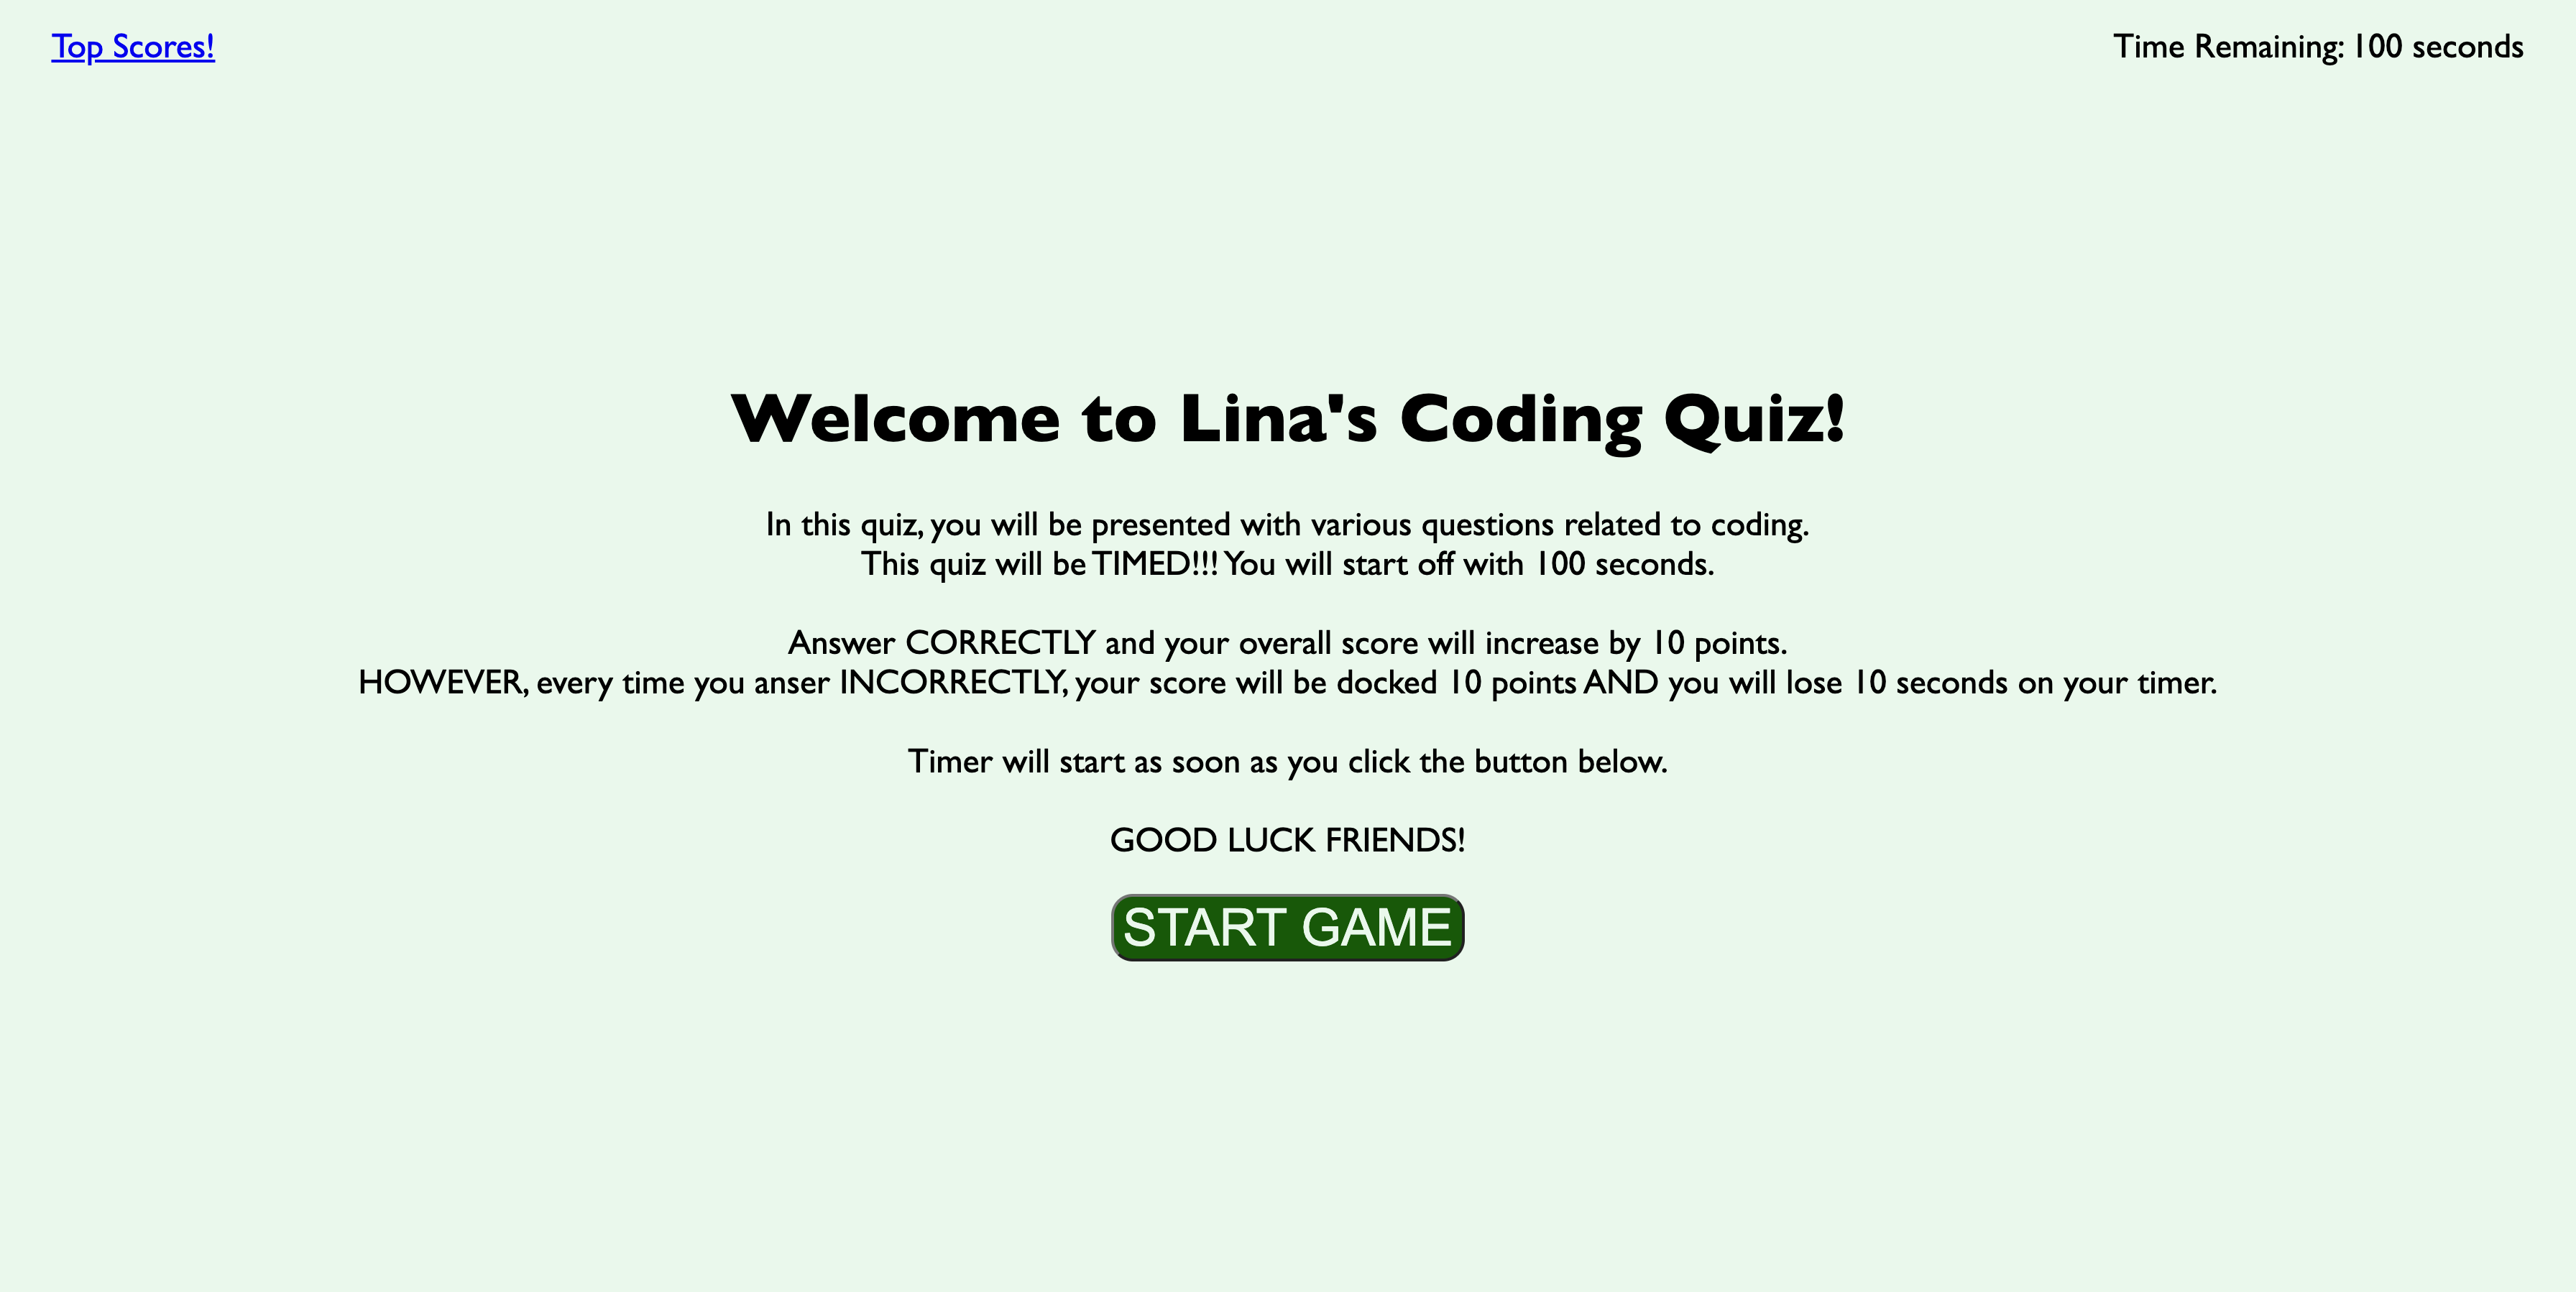 Top Scores!
Time Remaining: 100 seconds
Welcome to Lina's Coding Quiz!
In this quiz, you will be presented with various questions related to coding.
This quiz will be TIMED!!! You will start off with 100 seconds.
Answer CORRECTLY and your overall score will increase by 10 points.
HOWEVER, every time you anser INCORRECTLY, your score will be docked 10 points AND you will lose 10 seconds on your timer.
Timer will start as soon as you click the button below.
GOOD LUCK FRIENDS!
START GAME